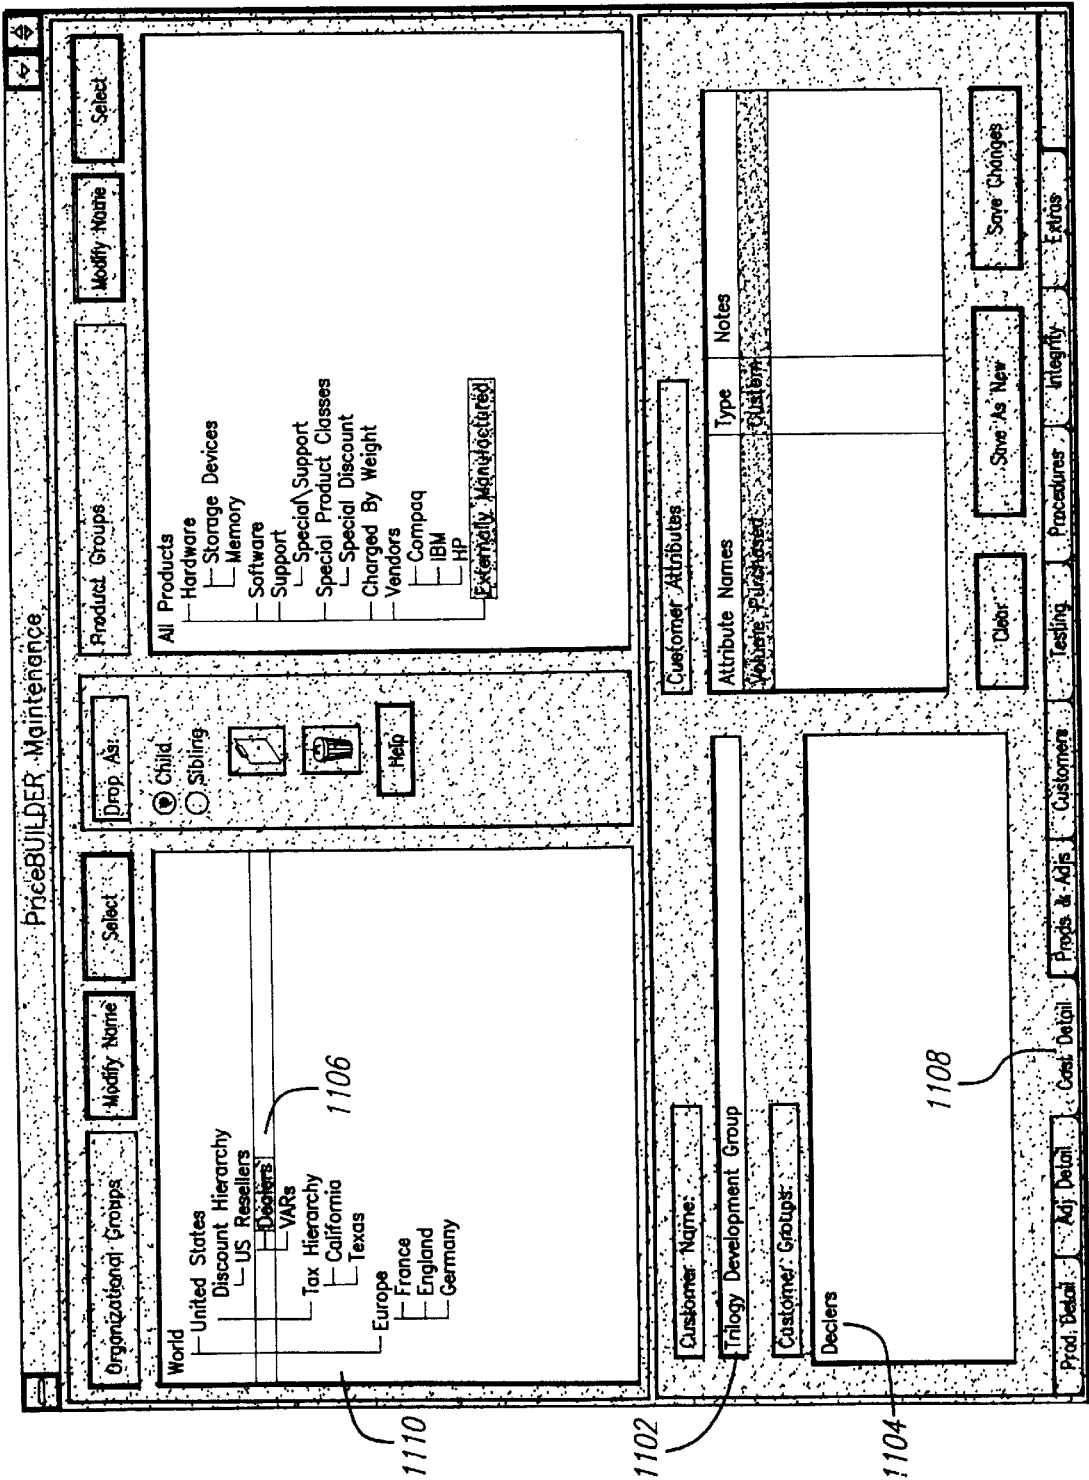 PriceBUILDER Maintenance
Organizational Groups
Modify Name
Select
World
United States
Discount Hierarchy
US Resellers
Dealers
VARs
Tax Hierarchy
California
Texas
Europe
France
England
Germany
1106
1110
Drop As:
Child
Sibling
Help
Product Groups
Modify Name
Select
All Products
Hardware
Storage Devices
Memory
Software
Support
Special\Support
Special Product Classes
Special Discount
Charged By Weight
Vendors
Compaq
IBM
HP
Externally Manufactured
Customer Name:
Trilogy Development Group
1102
Customer Groups:
Declers
1104
1108
Customer Attributes
Attribute Names Type Notes
Volume Purchased Custom
Clear
Save As New
Save Changes
Prod. Detail
Adj Detail
Cast Detail
Prods & Adjs
Customers
Testing
Procedures
Integrity
Extras